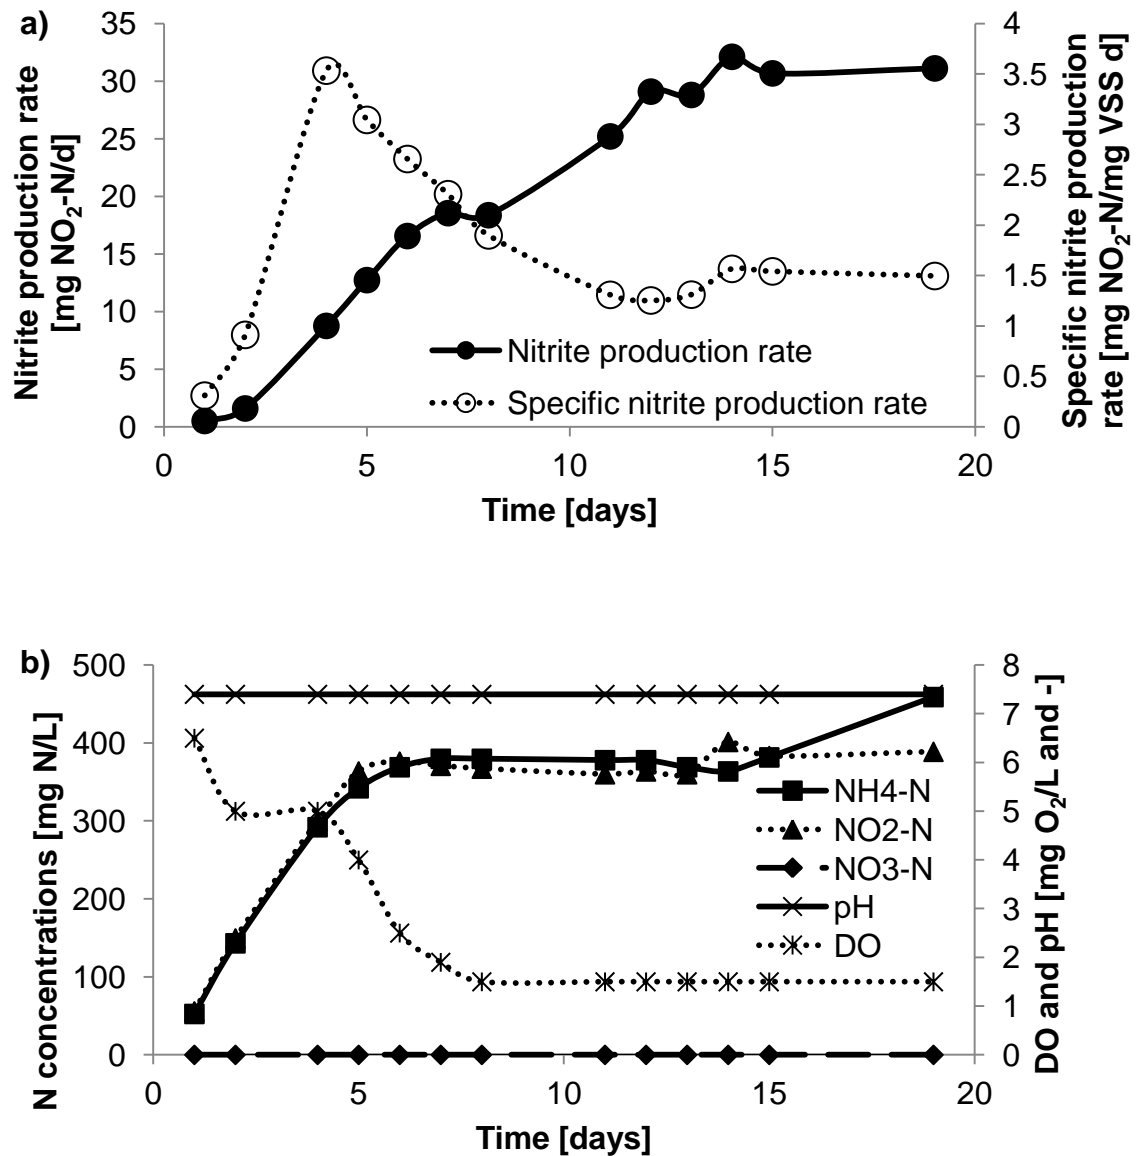 a)
Nitrite production rate
[mg NO₂-N/d]
35
30
25
20
15
10
5
0
4
3.5
3
2.5
2
1.5
1
0.5
0
Specific nitrite production
rate [mg NO₂-N/mg VSS d]
Nitrite production rate
Specific nitrite production rate
0 5 10 15 20
Time [days]
b)
N concentrations [mg N/L]
500
400
300
200
100
0
8
7
6
5
4
3
2
1
0
DO and pH [mg O₂/L and -]
NH4-N
NO2-N
NO3-N
pH
DO
0 5 10 15 20
Time [days]